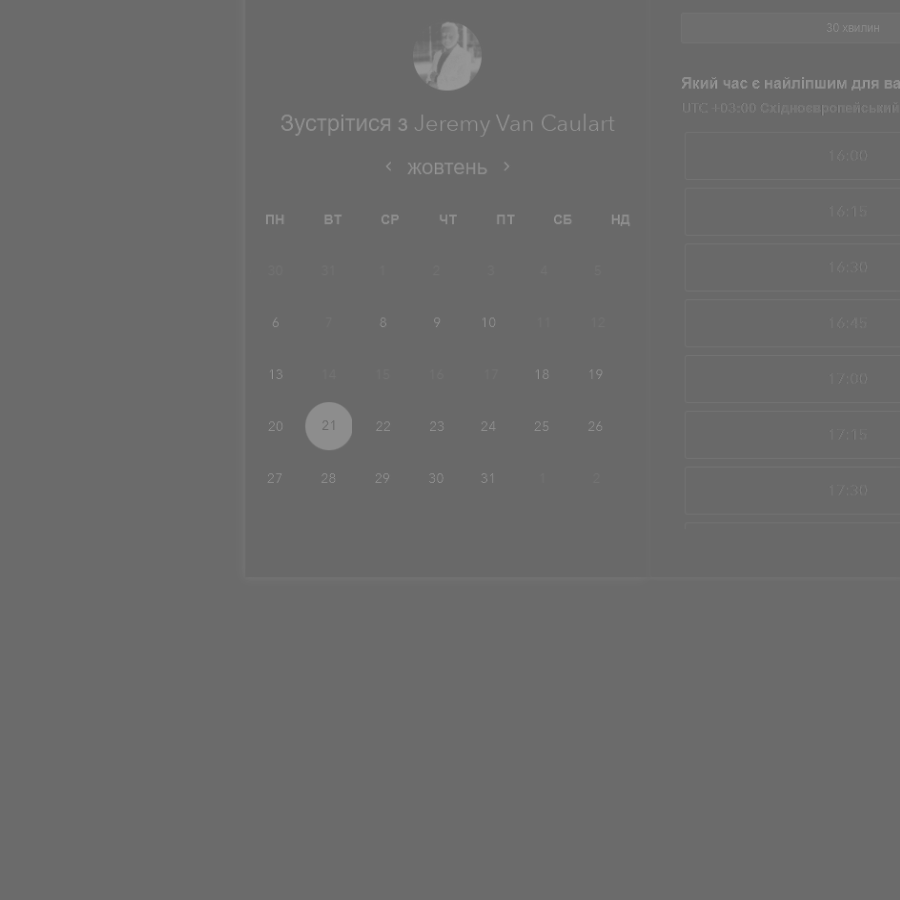 Зустрітися з Jeremy Van Caulart
жовтень
ПН ВТ СР ЧТ ПТ СБ НД
30 31 1 2 3 4 5
6 7 8 9 10 11 12
13 14 15 16 17 18 19
20 21 22 23 24 25 26
27 28 29 30 31 1 2
30 хвилин
Який час є найліпшим для ва
UTC +03:00 Східноєвропейський
16:00
16:15
16:30
16:45
17:00
17:15
17:30